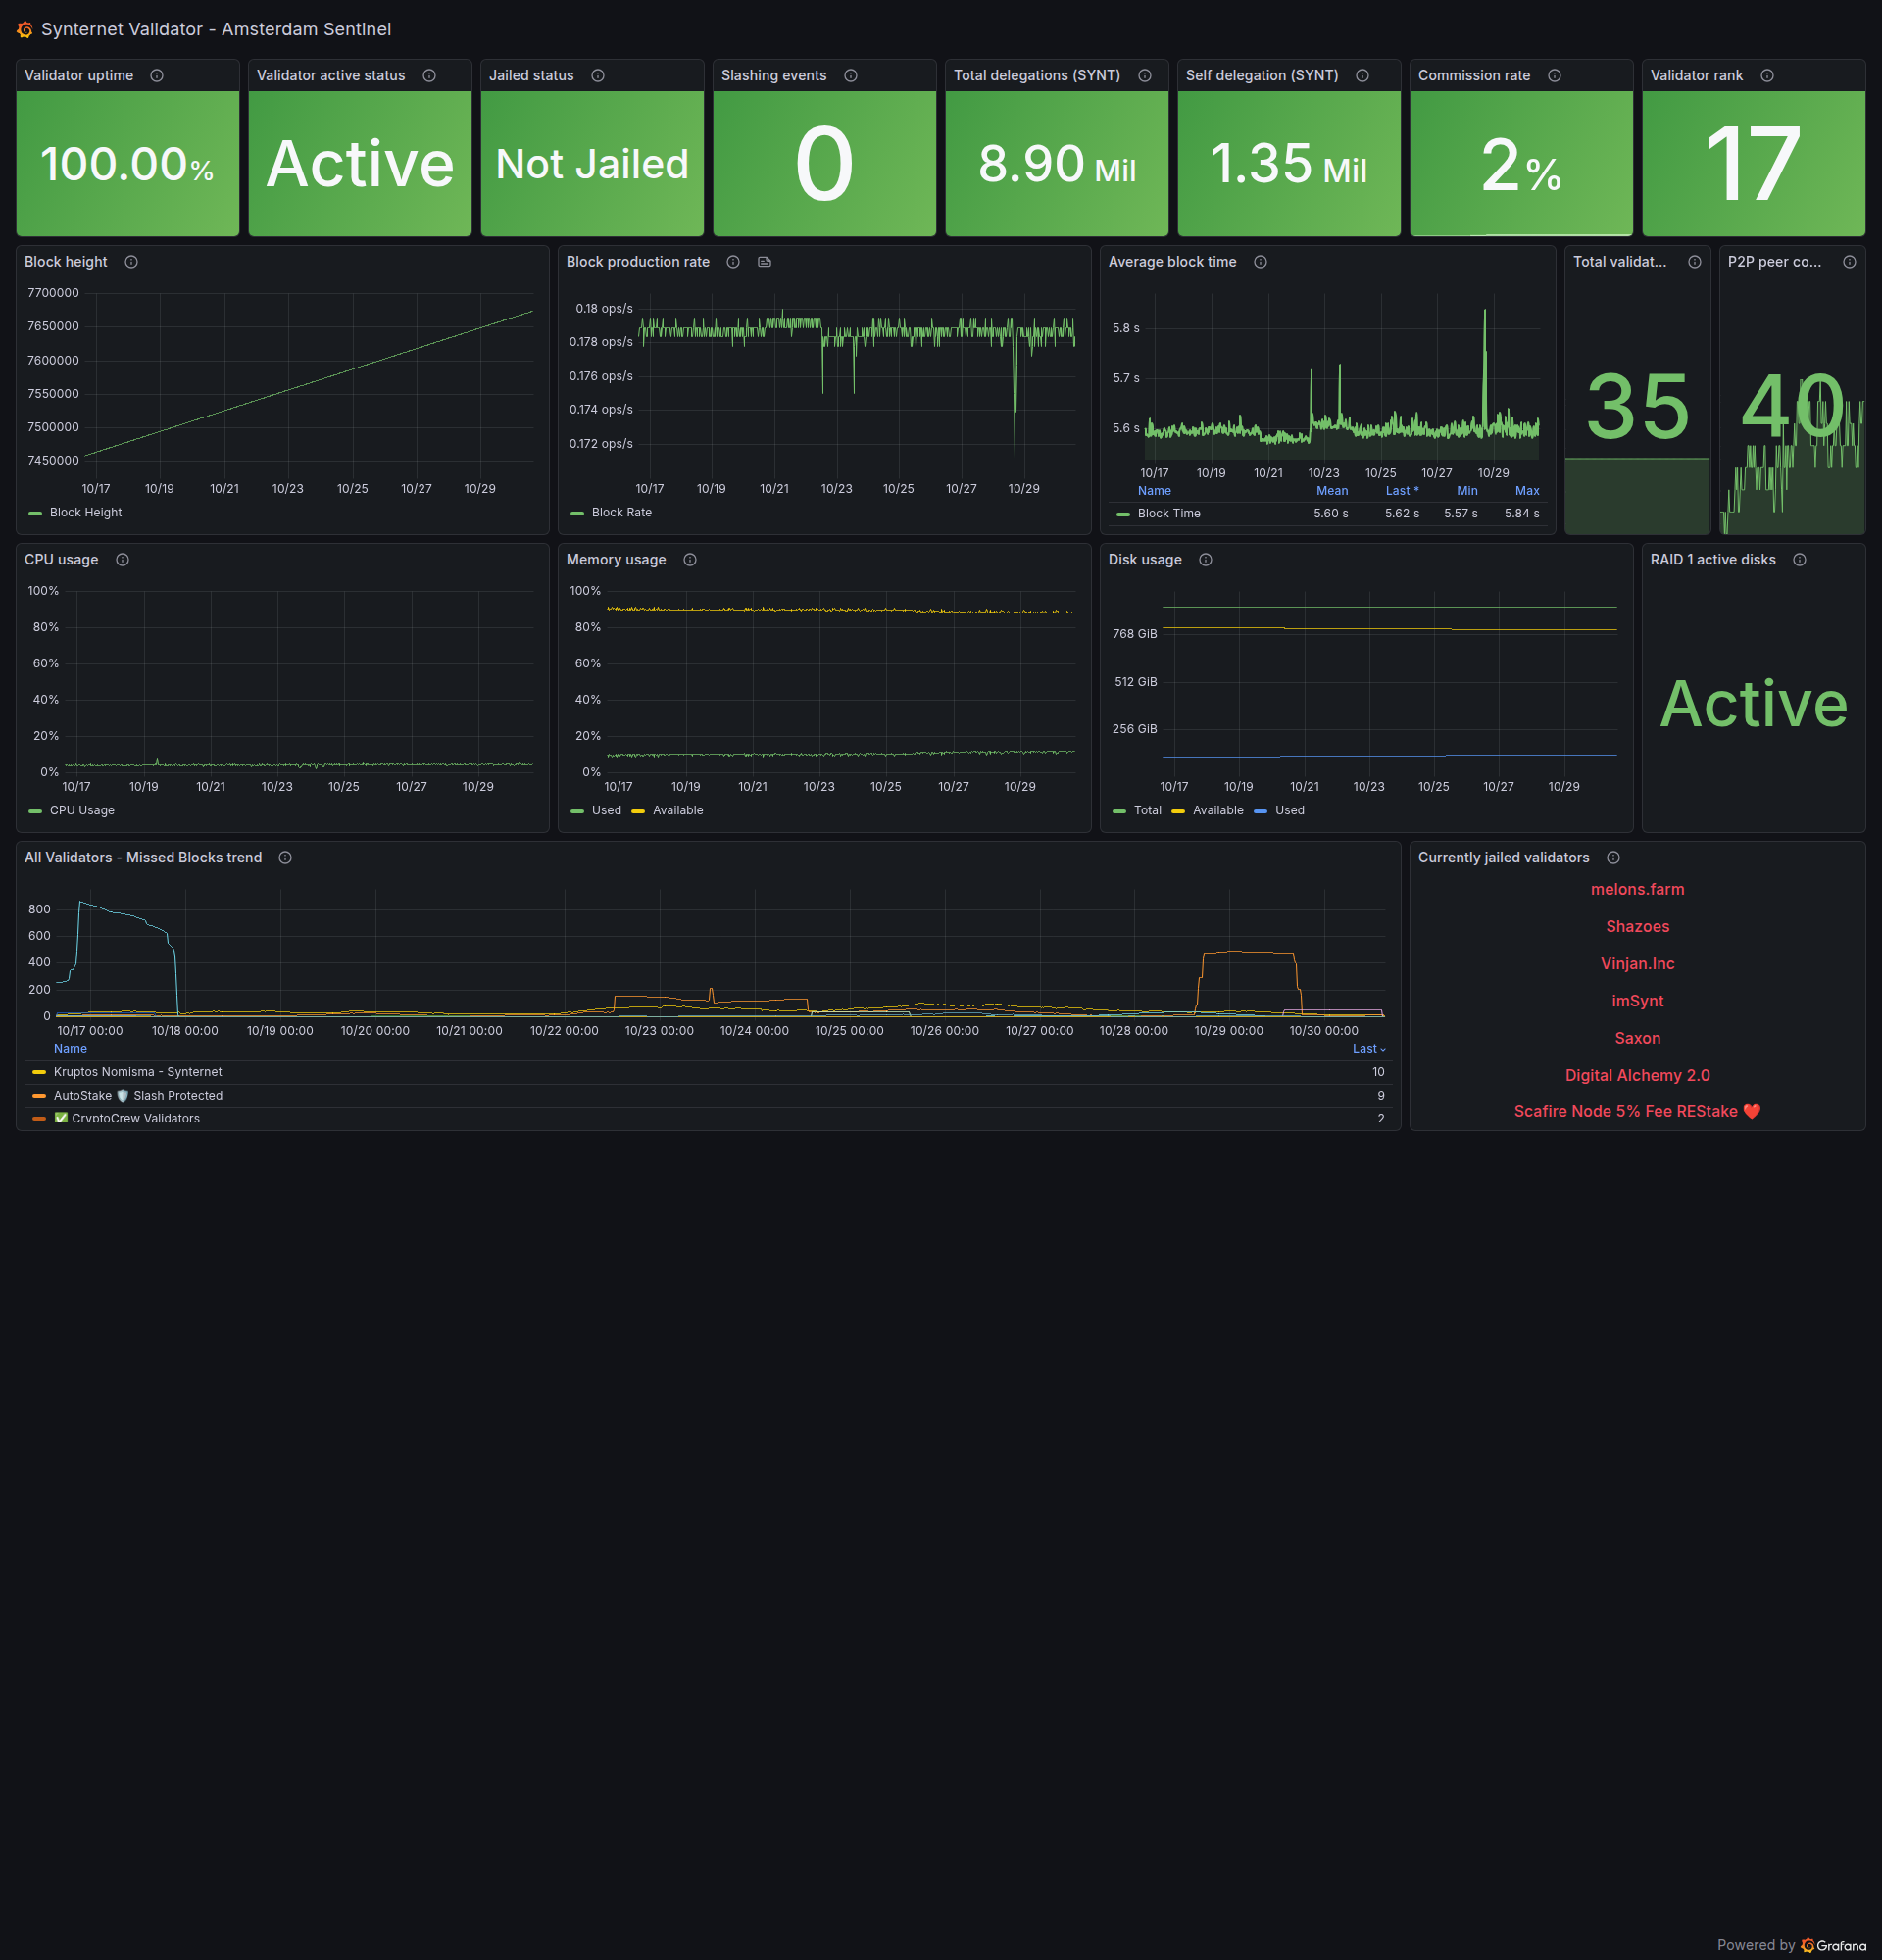 Synternet Validator - Amsterdam Sentinel
Validator uptime
100.00%
Validator active status
Active
Jailed status
Not Jailed
Slashing events
0
Total delegations (SYNT)
8.90 Mil
Self delegation (SYNT)
1.35 Mil
Commission rate
2%
Validator rank
17
Block height
7700000
7650000
7600000
7550000
7500000
7450000
10/17 10/19 10/21 10/23 10/25 10/27 10/29
Block Height
Block production rate
0.18 ops/s
0.178 ops/s
0.176 ops/s
0.174 ops/s
0.172 ops/s
10/17 10/19 10/21 10/23 10/25 10/27 10/29
Block Rate
Average block time
5.8 s
5.7 s
5.6 s
10/17 10/19 10/21 10/23 10/25 10/27 10/29
Name Mean Last * Min Max
Block Time 5.60 s 5.62 s 5.57 s 5.84 s
Total validat...
35
P2P peer co...
40
CPU usage
100%
80%
60%
40%
20%
0%
10/17 10/19 10/21 10/23 10/25 10/27 10/29
CPU Usage
Memory usage
100%
80%
60%
40%
20%
0%
10/17 10/19 10/21 10/23 10/25 10/27 10/29
Used Available
Disk usage
768 GiB
512 GiB
256 GiB
10/17 10/19 10/21 10/23 10/25 10/27 10/29
Total Available Used
RAID 1 active disks
Active
All Validators - Missed Blocks trend
800
600
400
200
0
10/17 00:00 10/18 00:00 10/19 00:00 10/20 00:00 10/21 00:00 10/22 00:00 10/23 00:00 10/24 00:00 10/25 00:00 10/26 00:00 10/27 00:00 10/28 00:00 10/29 00:00 10/30 00:00
Name Last
Kruptos Nomisma - Synternet 10
AutoStake 🛡️ Slash Protected 9
✅ CryptoCrew Validators 2
Currently jailed validators
melons.farm
Shazoes
Vinjan.Inc
imSynt
Saxon
Digital Alchemy 2.0
Scafire Node 5% Fee REStake ❤️
Powered by Grafana